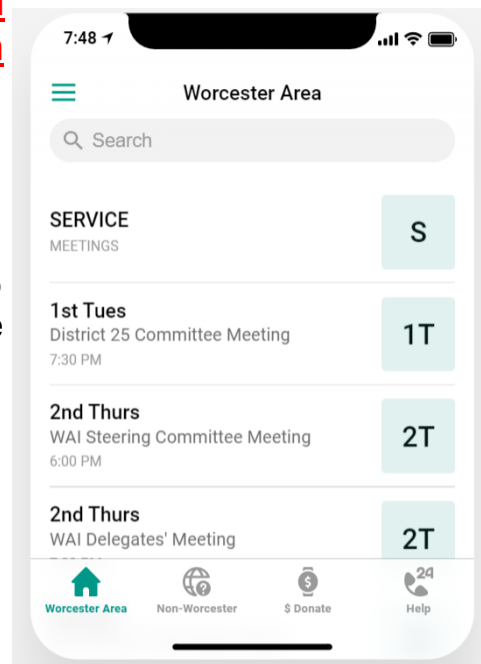 7:48
Worcester Area
Search
SERVICE
MEETINGS
S
1st Tues
District 25 Committee Meeting
7:30 PM
1T
2nd Thurs
WAI Steering Committee Meeting
6:00 PM
2T
2nd Thurs
WAI Delegates' Meeting
2T
Worcester Area
Non-Worcester
$ Donate
24
Help